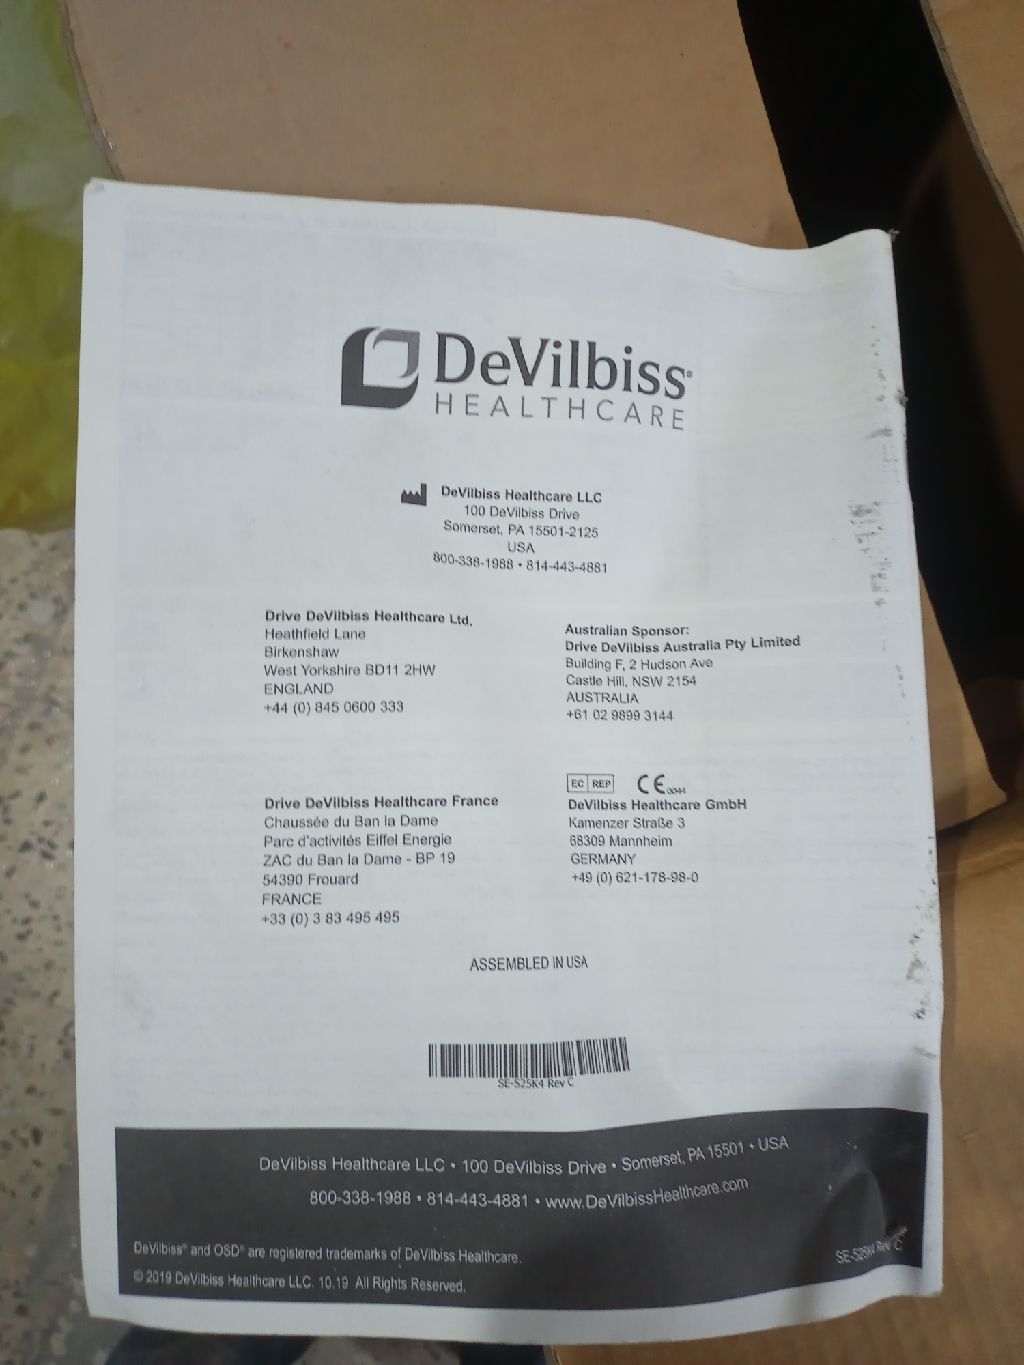 DeVilbiss®
HEALTHCARE
DeVilbiss Healthcare LLC
100 DeVilbiss Drive
Somerset, PA 15501-2125
USA
800-338-1988 • 814-443-4881
Drive DeVilbiss Healthcare Ltd.
Heathfield Lane
Birkenshaw
West Yorkshire BD11 2HW
ENGLAND
+44 (0) 845 0600 333
Australian Sponsor:
Drive DeVilbiss Australia Pty Limited
Building F, 2 Hudson Ave
Castle Hill, NSW 2154
AUSTRALIA
+61 02 9899 3144
Drive DeVilbiss Healthcare France
Chaussée du Ban la Dame
Parc d'activités Eiffel Energie
ZAC du Ban la Dame - BP 19
54390 Frouard
FRANCE
+33 (0) 3 83 495 495
EC REP CE 0044
DeVilbiss Healthcare GmbH
Kamenzer Straße 3
68309 Mannheim
GERMANY
+49 (0) 621-178-98-0
ASSEMBLED IN USA
SE-525K4 Rev C
DeVilbiss Healthcare LLC • 100 DeVilbiss Drive • Somerset, PA 15501 • USA
800-338-1988 • 814-443-4881 • www.DeVilbissHealthcare.com
DeVilbiss® and OSD® are registered trademarks of DeVilbiss Healthcare.
© 2019 DeVilbiss Healthcare LLC. 10.19 All Rights Reserved.
SE-525K4 Rev C